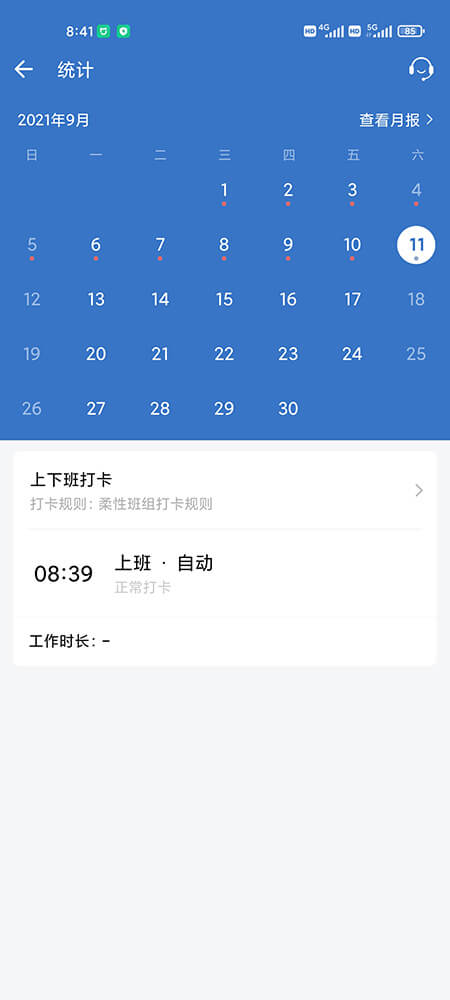 8:41 HD 4G HD 5G 85
统计
2021年9月 查看月报
日 一 二 三 四 五 六
1 2 3 4
5 6 7 8 9 10 11
12 13 14 15 16 17 18
19 20 21 22 23 24 25
26 27 28 29 30
上下班打卡
打卡规则: 柔性班组打卡规则
08:39 上班 · 自动
正常打卡
工作时长: –